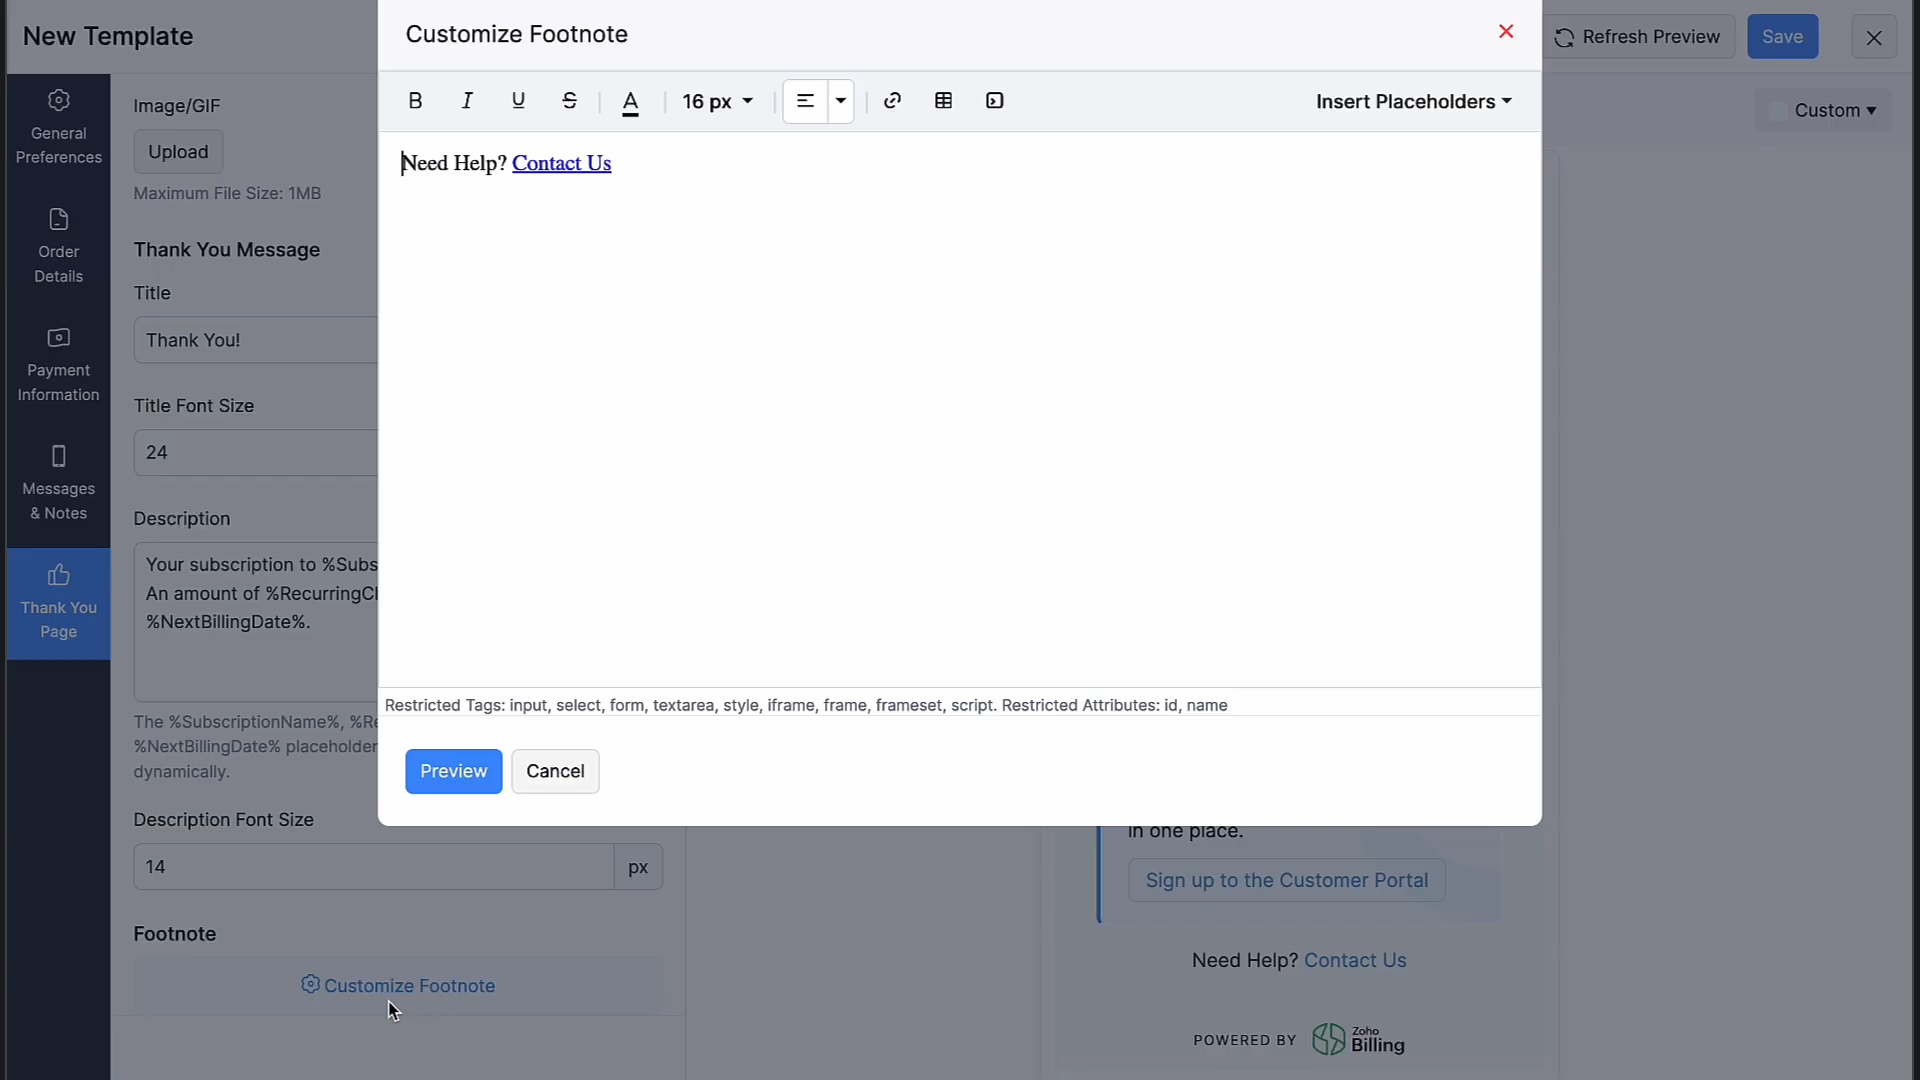 New Template
Customize Footnote
Refresh Preview
Save
General
Preferences
Order
Details
Payment
Information
Messages
& Notes
Thank You
Page
Image/GIF
Upload
Maximum File Size: 1MB
Thank You Message
Title
Thank You!
Title Font Size
24
Description
Your subscription to %Subs
An amount of %RecurringCl
%NextBillingDate%.
The %SubscriptionName%, %Re
%NextBillingDate% placeholder
dynamically.
Description Font Size
14 px
Footnote
Customize Footnote
B I U S A 16 px Insert Placeholders
Need Help? Contact Us
Restricted Tags: input, select, form, textarea, style, iframe, frame, frameset, script. Restricted Attributes: id, name
Preview Cancel
Custom
in one place.
Sign up to the Customer Portal
Need Help? Contact Us
POWERED BY Zoho
Billing